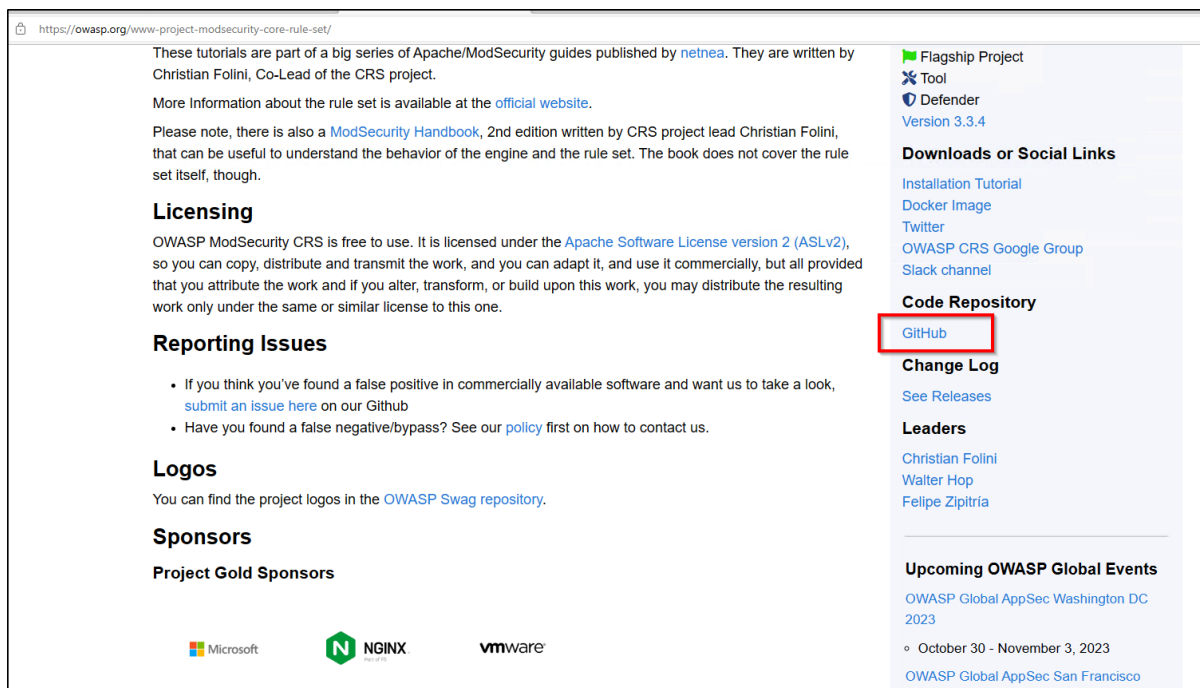 https://owasp.org/www-project-modsecurity-core-rule-set/
These tutorials are part of a big series of Apache/ModSecurity guides published by netnea. They are written by
Christian Folini, Co-Lead of the CRS project.
More Information about the rule set is available at the official website.
Please note, there is also a ModSecurity Handbook, 2nd edition written by CRS project lead Christian Folini,
that can be useful to understand the behavior of the engine and the rule set. The book does not cover the rule
set itself, though.
Licensing
OWASP ModSecurity CRS is free to use. It is licensed under the Apache Software License version 2 (ASLv2),
so you can copy, distribute and transmit the work, and you can adapt it, and use it commercially, but all provided
that you attribute the work and if you alter, transform, or build upon this work, you may distribute the resulting
work only under the same or similar license to this one.
Reporting Issues
• If you think you've found a false positive in commercially available software and want us to take a look,
submit an issue here on our Github
• Have you found a false negative/bypass? See our policy first on how to contact us.
Logos
You can find the project logos in the OWASP Swag repository.
Sponsors
Project Gold Sponsors
Microsoft
N NGINX
Part of F5
vmware
Flagship Project
Tool
Defender
Version 3.3.4
Downloads or Social Links
Installation Tutorial
Docker Image
Twitter
OWASP CRS Google Group
Slack channel
Code Repository
GitHub
Change Log
See Releases
Leaders
Christian Folini
Walter Hop
Felipe Zipitría
Upcoming OWASP Global Events
OWASP Global AppSec Washington DC
2023
◦ October 30 - November 3, 2023
OWASP Global AppSec San Francisco